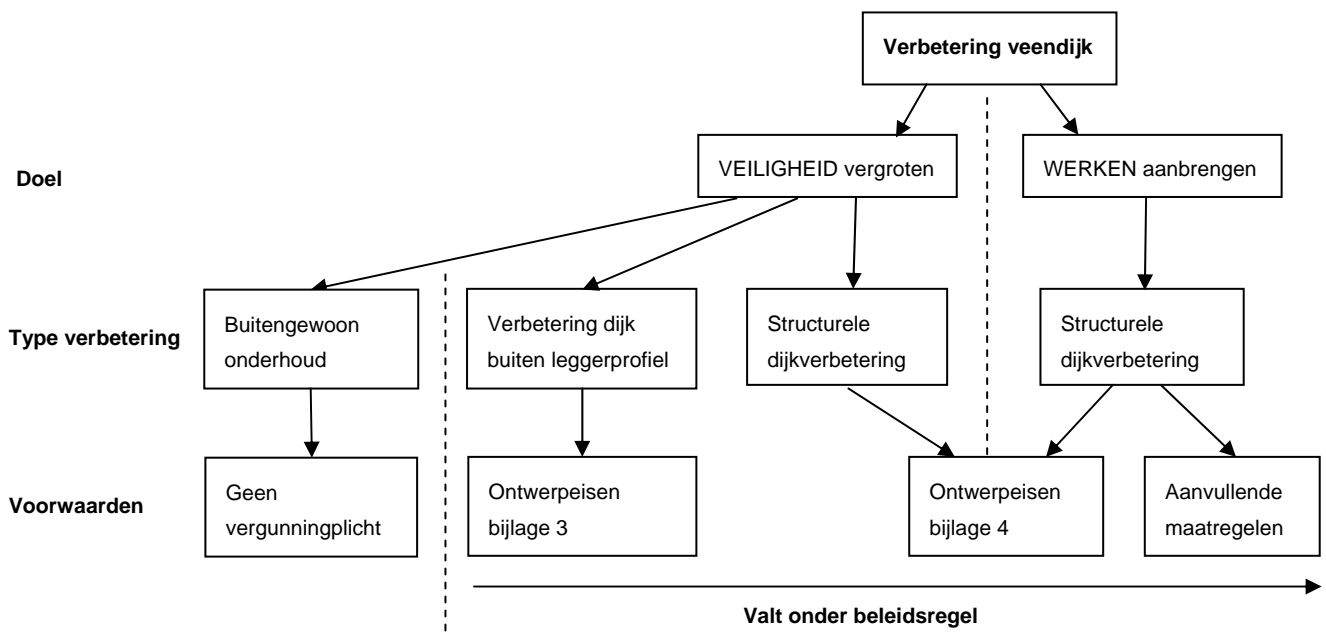 Verbetering veendijk
Doel
VEILIGHEID vergroten
WERKEN aanbrengen
Type verbetering
Buitengewoon
onderhoud
Verbetering dijk
buiten leggerprofiel
Structurele
dijkverbetering
Structurele
dijkverbetering
Voorwaarden
Geen
vergunningplicht
Ontwerpeisen
bijlage 3
Ontwerpeisen
bijlage 4
Aanvullende
maatregelen
Valt onder beleidsregel